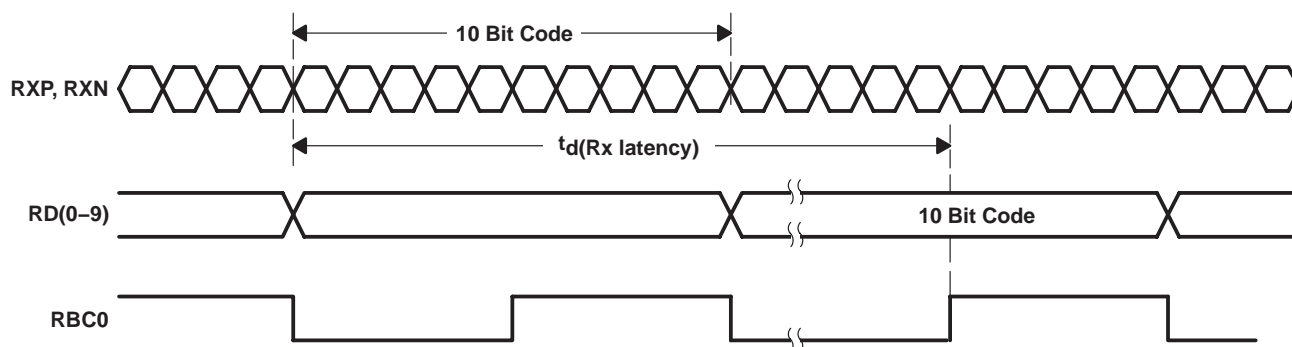 10 Bit Code
RXP, RXN
td(Rx latency)
RD(0–9)
10 Bit Code
RBC0